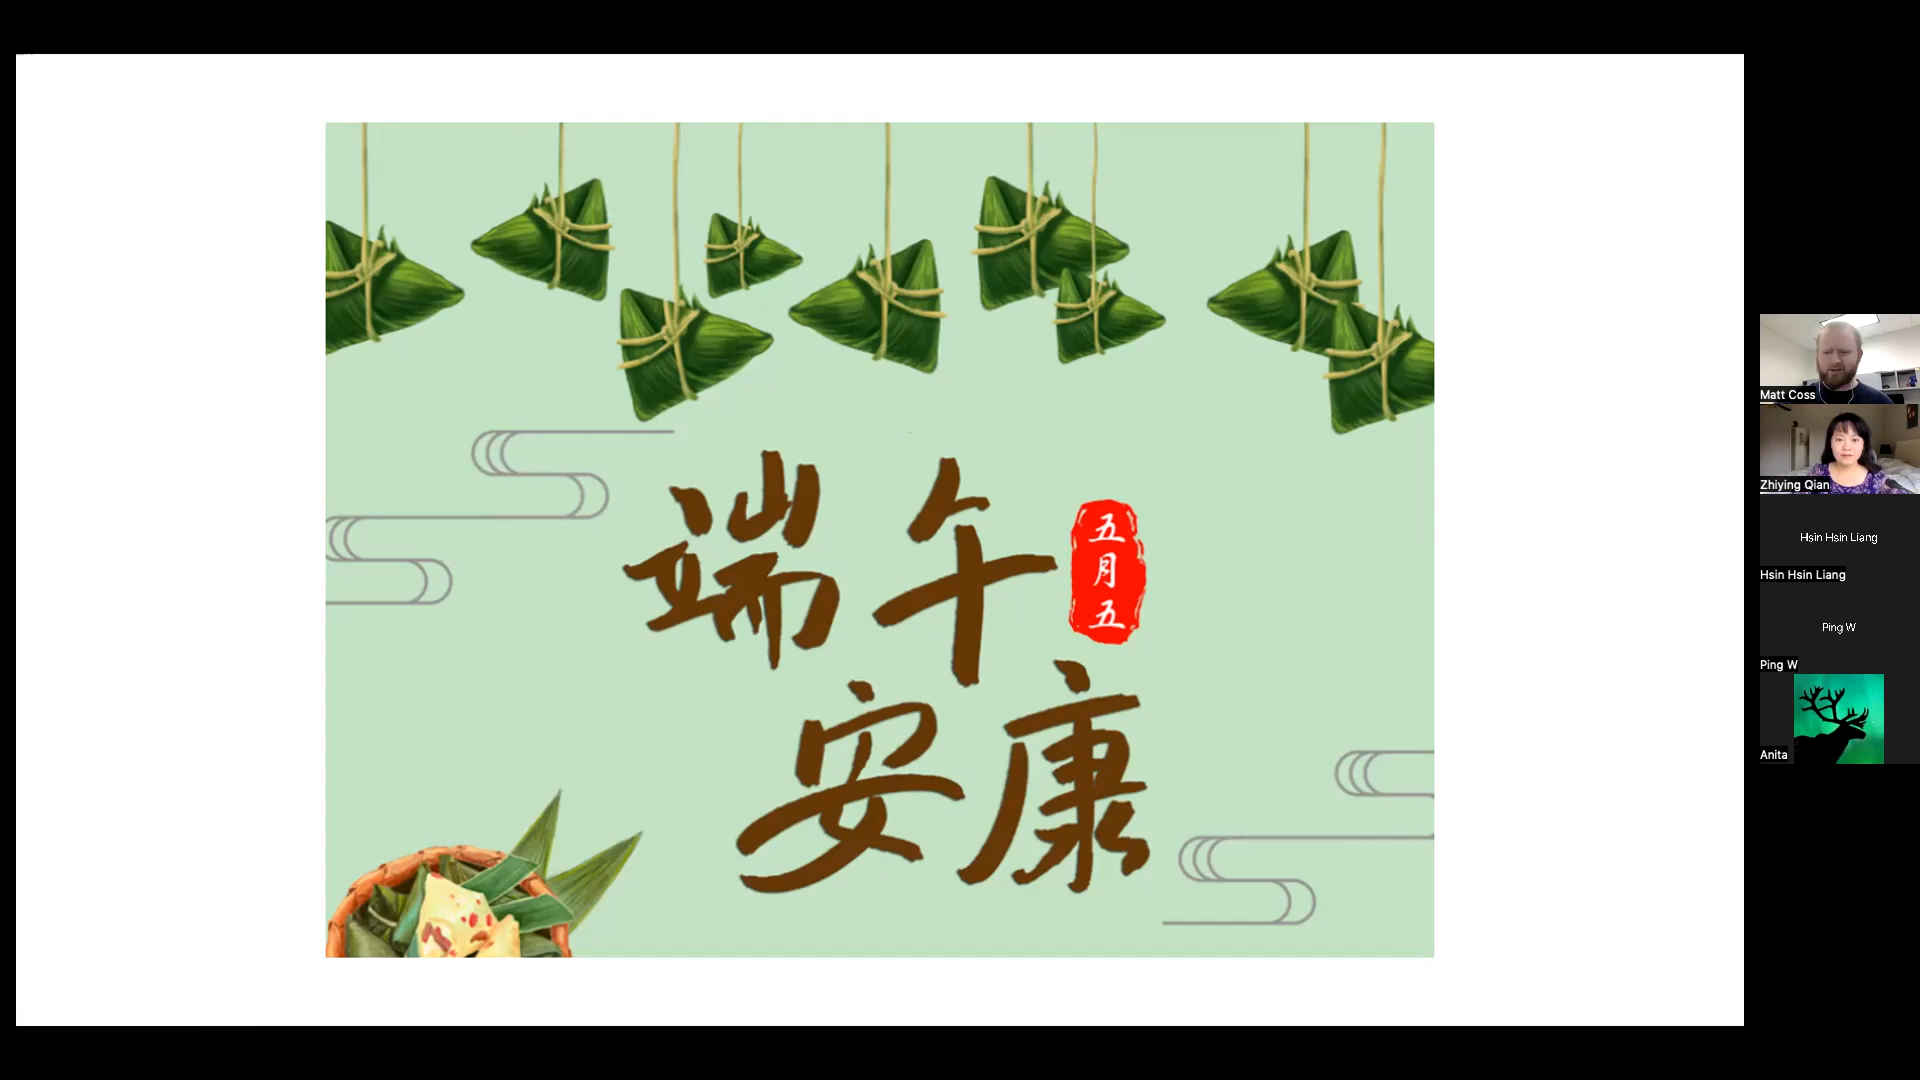 端午
五月五
安康
Matt Coss
Zhiying Qian
Hsin Hsin Liang
Hsin Hsin Liang
Ping W
Ping W
Anita